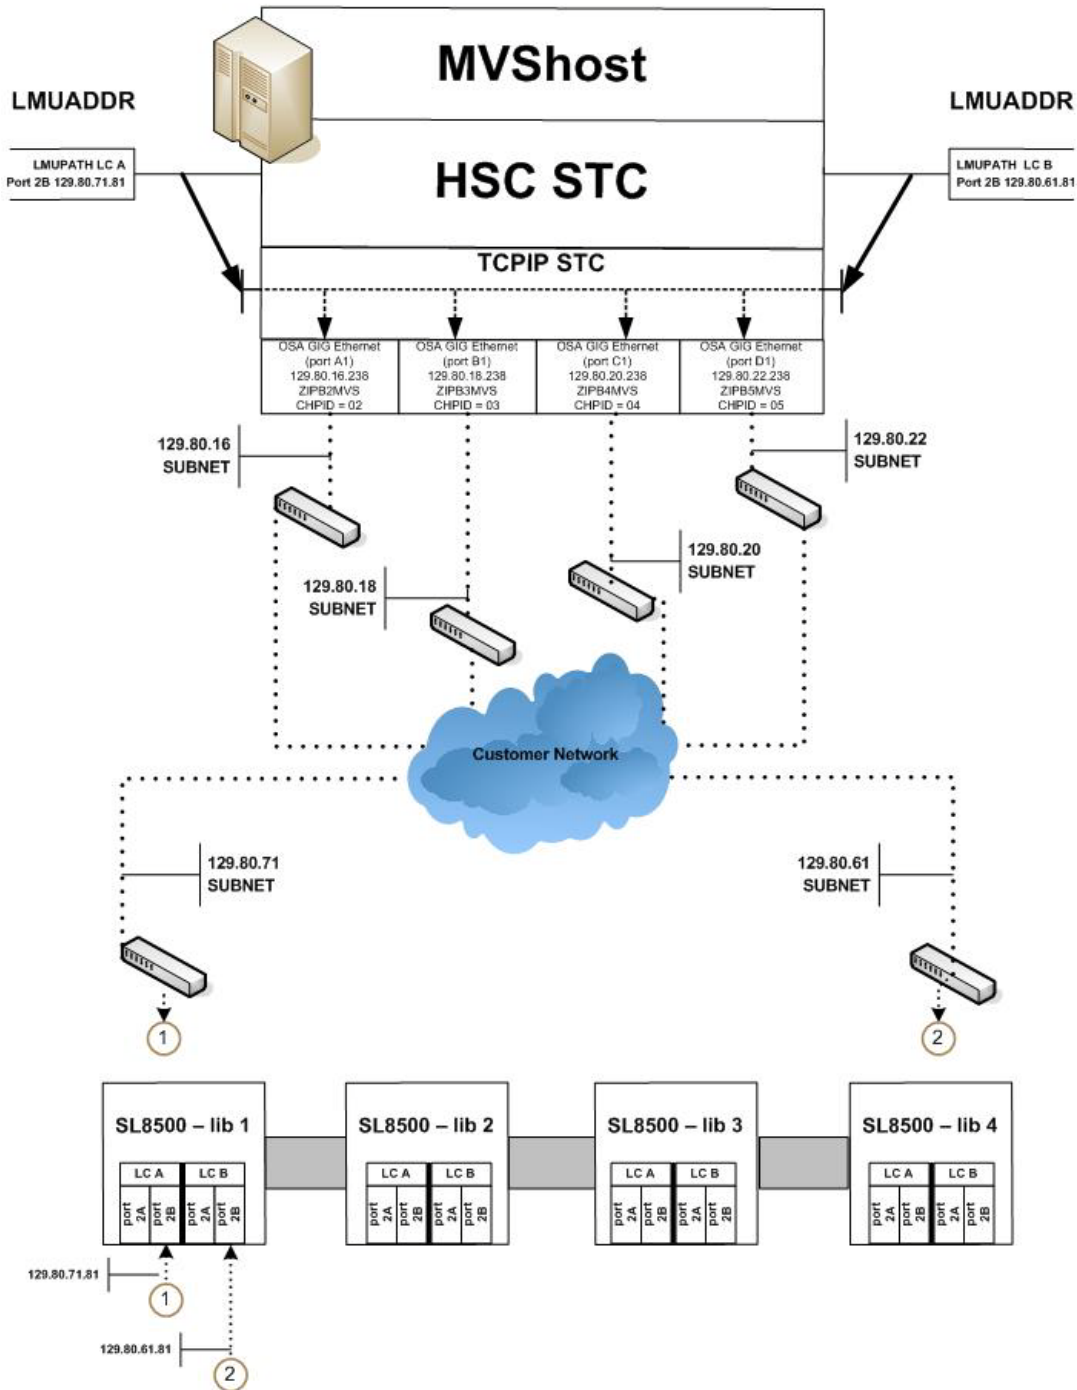 MVShost
LMUADDR
LMUADDR
LMUPATH LC A
Port 2B 129.80.71.81
HSC STC
LMUPATH LC B
Port 2B 129.80.61.81
TCPIP STC
OSA GIG Ethernet
(port A1)
129.80.16.238
ZIPB2MVS
CHPID = 02
OSA GIG Ethernet
(port B1)
129.80.18.238
ZIPB3MVS
CHPID = 03
OSA GIG Ethernet
(port C1)
129.80.20.238
ZIPB4MVS
CHPID = 04
OSA GIG Ethernet
(port D1)
129.80.22.238
ZIPB5MVS
CHPID = 05
129.80.16
SUBNET
129.80.22
SUBNET
129.80.20
SUBNET
129.80.18
SUBNET
Customer Network
129.80.71
SUBNET
129.80.61
SUBNET
1
2
SL8500 – lib 1
LC A
LC B
port 2A
port 2B
port 2A
port 2B
SL8500 – lib 2
LC A
LC B
port 2A
port 2B
port 2A
port 2B
SL8500 – lib 3
LC A
LC B
port 2A
port 2B
port 2A
port 2B
SL8500 – lib 4
LC A
LC B
port 2A
port 2B
port 2A
port 2B
129.80.71.81
1
129.80.61.81
2